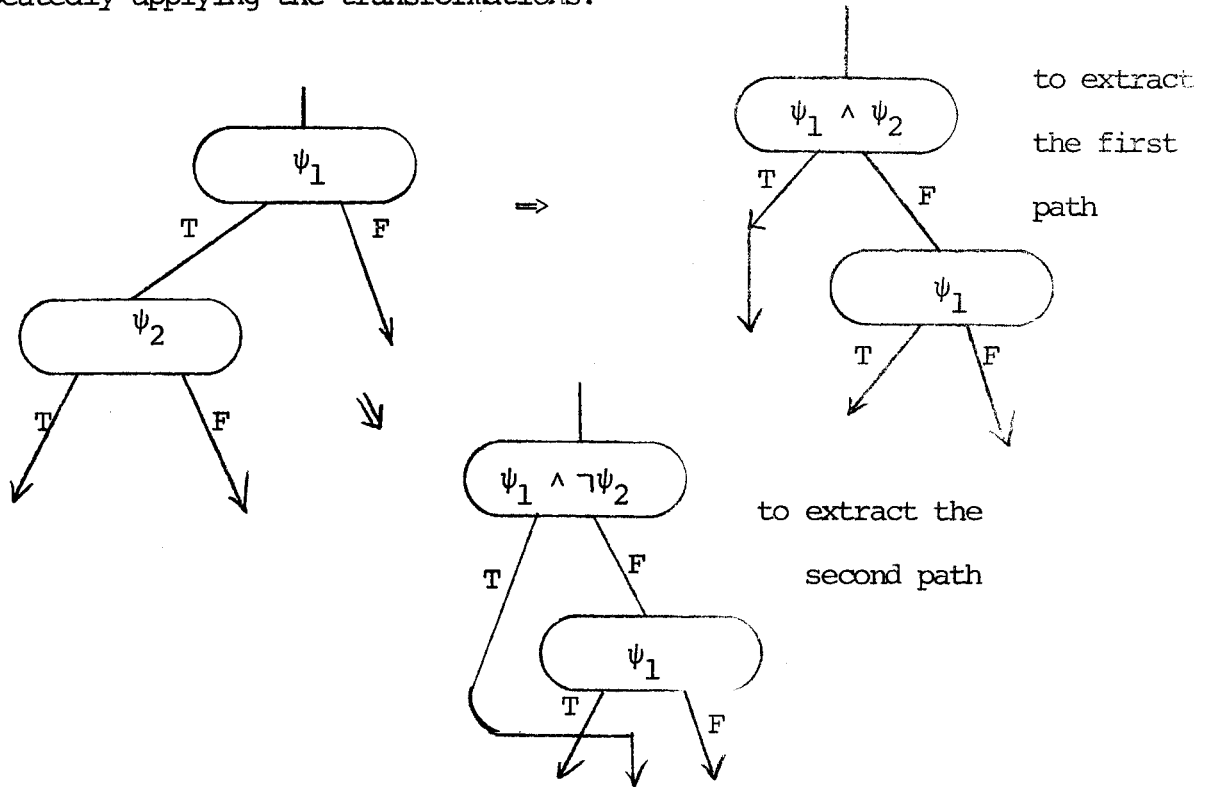 applying the transformations.
ψ1
T
F
ψ2
T
F
⇒
ψ1 ∧ ψ2
T
F
ψ1
T
F
to extract
the first
path
⇘
ψ1 ∧ ¬ψ2
T
F
ψ1
T
F
to extract the
second path